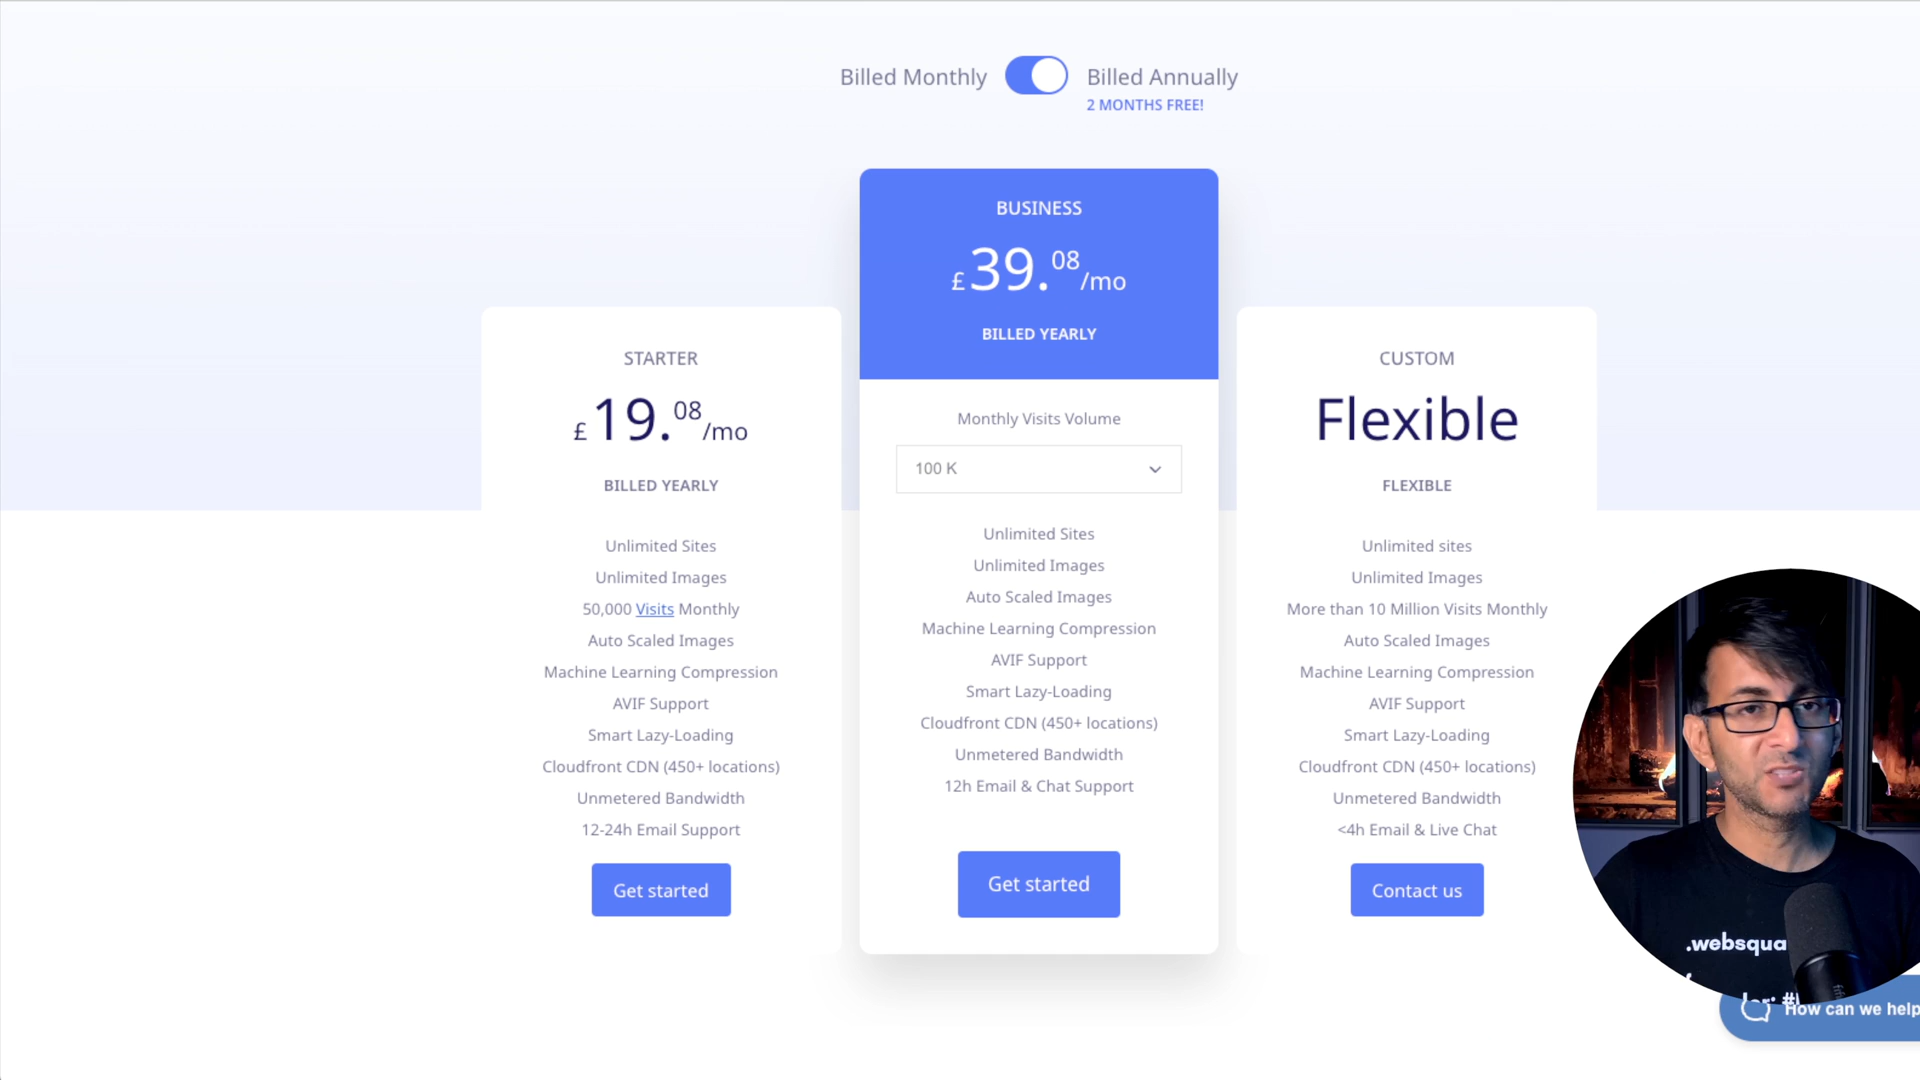 Billed Monthly
Billed Annually
2 MONTHS FREE!
STARTER
£19.08/mo
BILLED YEARLY
Unlimited Sites
Unlimited Images
50,000 Visits Monthly
Auto Scaled Images
Machine Learning Compression
AVIF Support
Smart Lazy-Loading
Cloudfront CDN (450+ locations)
Unmetered Bandwidth
12-24h Email Support
Get started
BUSINESS
£39.08/mo
BILLED YEARLY
Monthly Visits Volume
100 K
Unlimited Sites
Unlimited Images
Auto Scaled Images
Machine Learning Compression
AVIF Support
Smart Lazy-Loading
Cloudfront CDN (450+ locations)
Unmetered Bandwidth
12h Email & Chat Support
Get started
CUSTOM
Flexible
FLEXIBLE
Unlimited sites
Unlimited Images
More than 10 Million Visits Monthly
Auto Scaled Images
Machine Learning Compression
AVIF Support
Smart Lazy-Loading
Cloudfront CDN (450+ locations)
Unmetered Bandwidth
<4h Email & Live Chat
Contact us
.websqua
How can we help